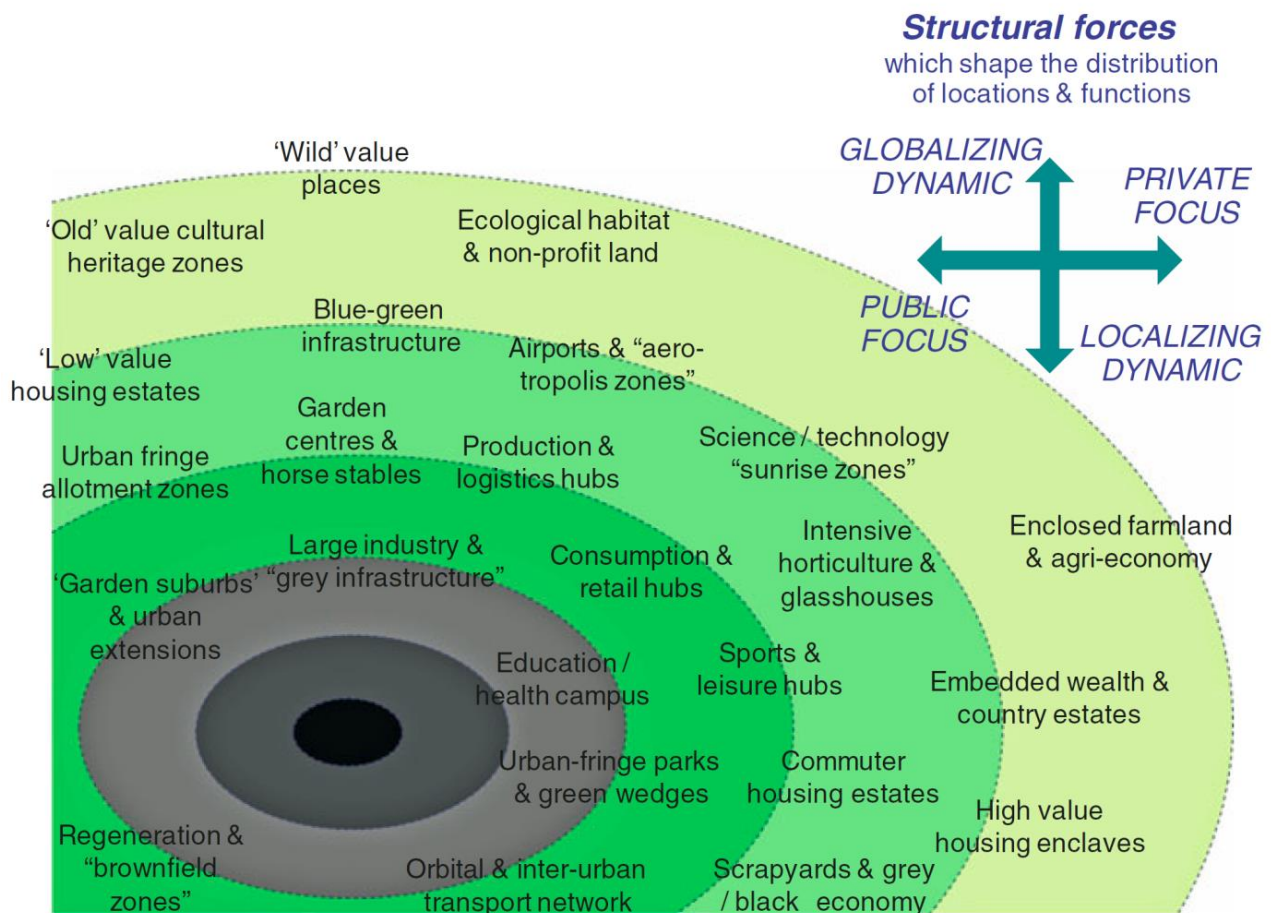 Structural forces
which shape the distribution
of locations & functions
GLOBALIZING
DYNAMIC
PRIVATE
FOCUS
PUBLIC
FOCUS
LOCALIZING
DYNAMIC
‘Wild’ value
places
‘Old’ value cultural
heritage zones
Ecological habitat
& non-profit land
Blue-green
infrastructure
‘Low’ value
housing estates
Airports & “aero-
tropolis zones”
Garden
centres &
horse stables
Urban fringe
allotment zones
Production &
logistics hubs
Science / technology
“sunrise zones”
Large industry &
“grey infrastructure”
Consumption &
retail hubs
Intensive
horticulture &
glasshouses
Enclosed farmland
& agri-economy
‘Garden suburbs’
& urban
extensions
Education /
health campus
Sports &
leisure hubs
Embedded wealth &
country estates
Urban-fringe parks
& green wedges
Commuter
housing estates
High value
housing enclaves
Regeneration &
“brownfield
zones”
Orbital & inter-urban
transport network
Scrapyards & grey
/ black economy